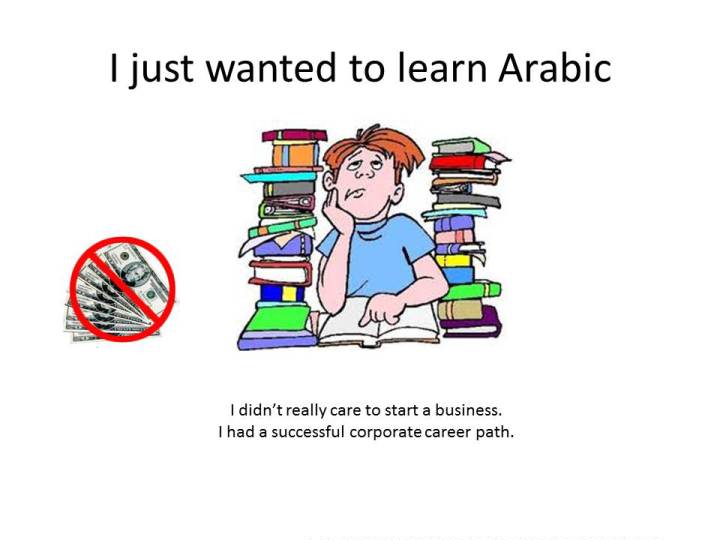 I just wanted to learn Arabic
I didn’t really care to start a business.
I had a successful corporate career path.